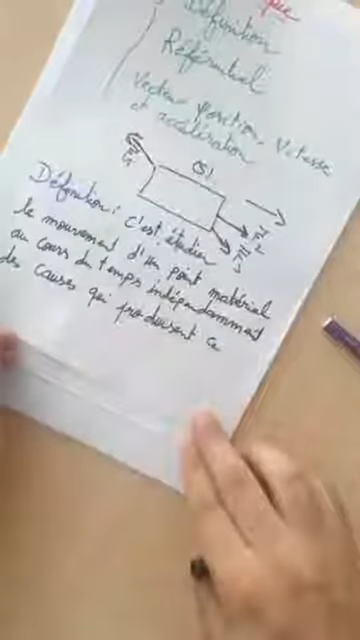 que
Définition
Référentiel
Vecteur position, Vitesse
et accélération
(S)
Définition : c'est étudier
le mouvement d'un point matériel
au cours du temps indépendamment
des causes qui produisent ce